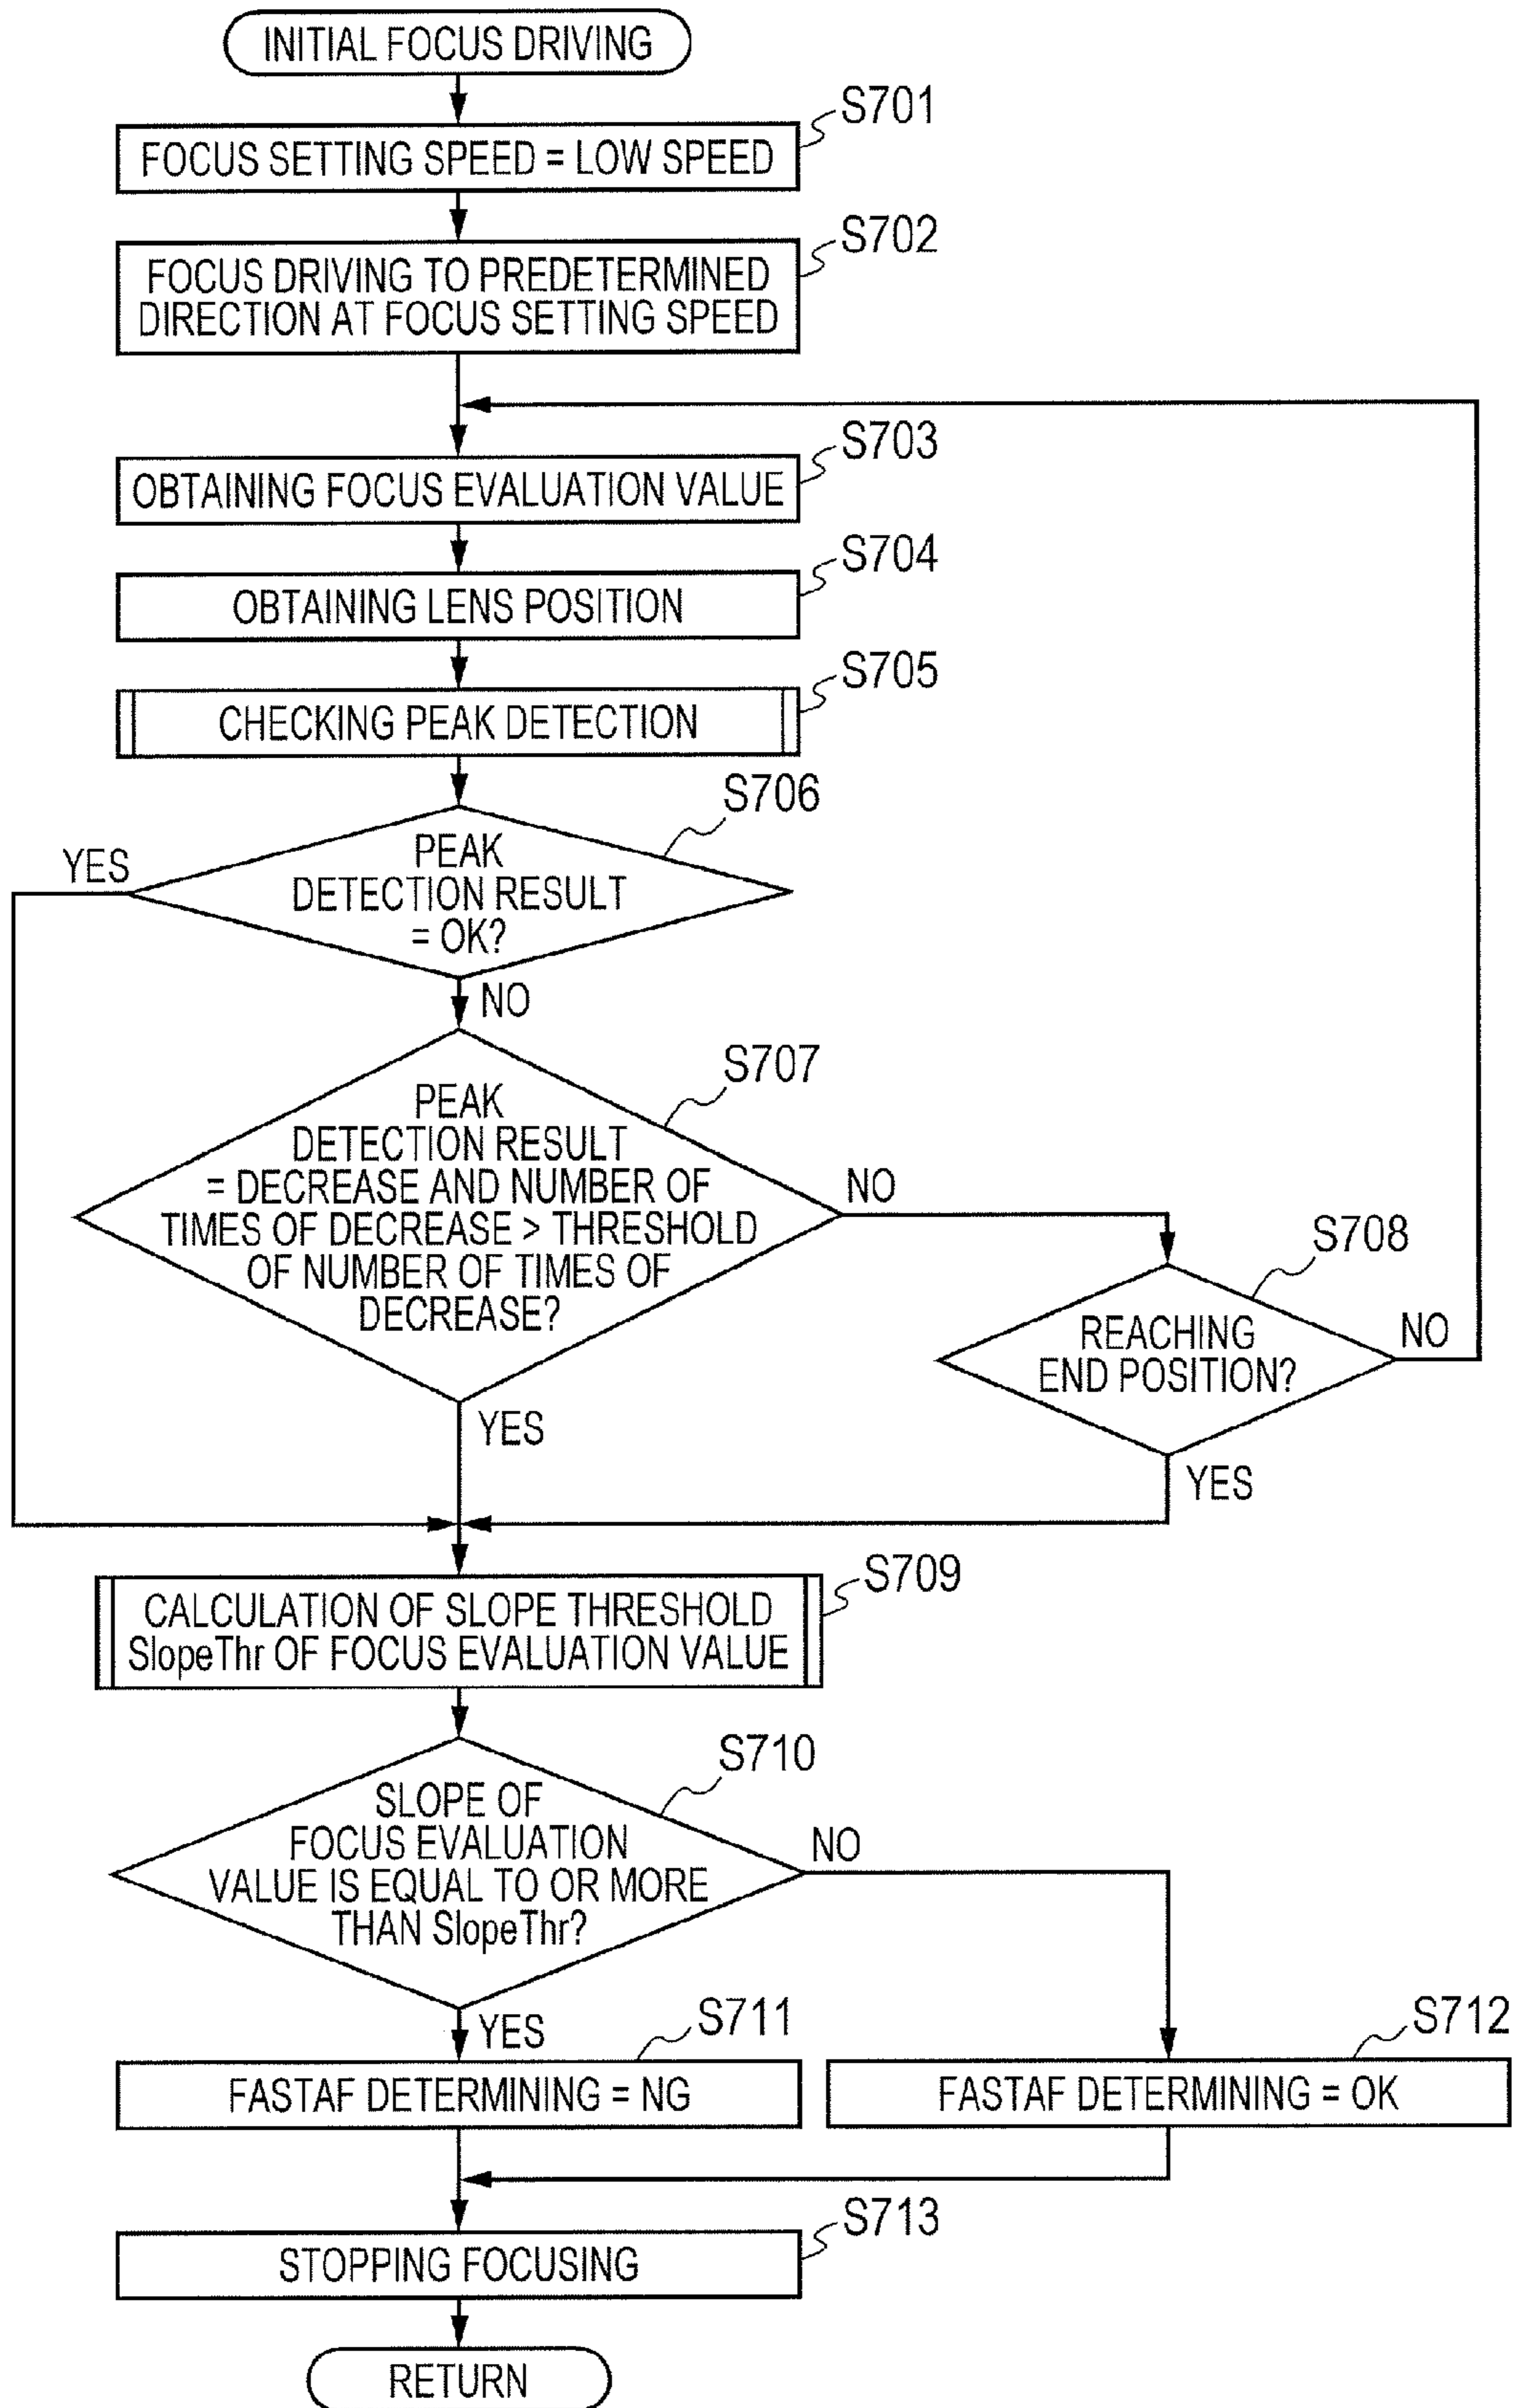 INITIAL FOCUS DRIVING
S701
FOCUS SETTING SPEED = LOW SPEED
S702
FOCUS DRIVING TO PREDETERMINED
DIRECTION AT FOCUS SETTING SPEED
S703
OBTAINING FOCUS EVALUATION VALUE
S704
OBTAINING LENS POSITION
S705
CHECKING PEAK DETECTION
S706
YES
PEAK
DETECTION RESULT
= OK?
NO
S707
PEAK
DETECTION RESULT
= DECREASE AND NUMBER OF
TIMES OF DECREASE > THRESHOLD
OF NUMBER OF TIMES OF
DECREASE?
NO
YES
S708
REACHING
END POSITION?
NO
YES
S709
CALCULATION OF SLOPE THRESHOLD
SlopeThr OF FOCUS EVALUATION VALUE
S710
SLOPE OF
FOCUS EVALUATION
VALUE IS EQUAL TO OR MORE
THAN SlopeThr?
NO
YES
S711
FASTAF DETERMINING = NG
S712
FASTAF DETERMINING = OK
S713
STOPPING FOCUSING
RETURN